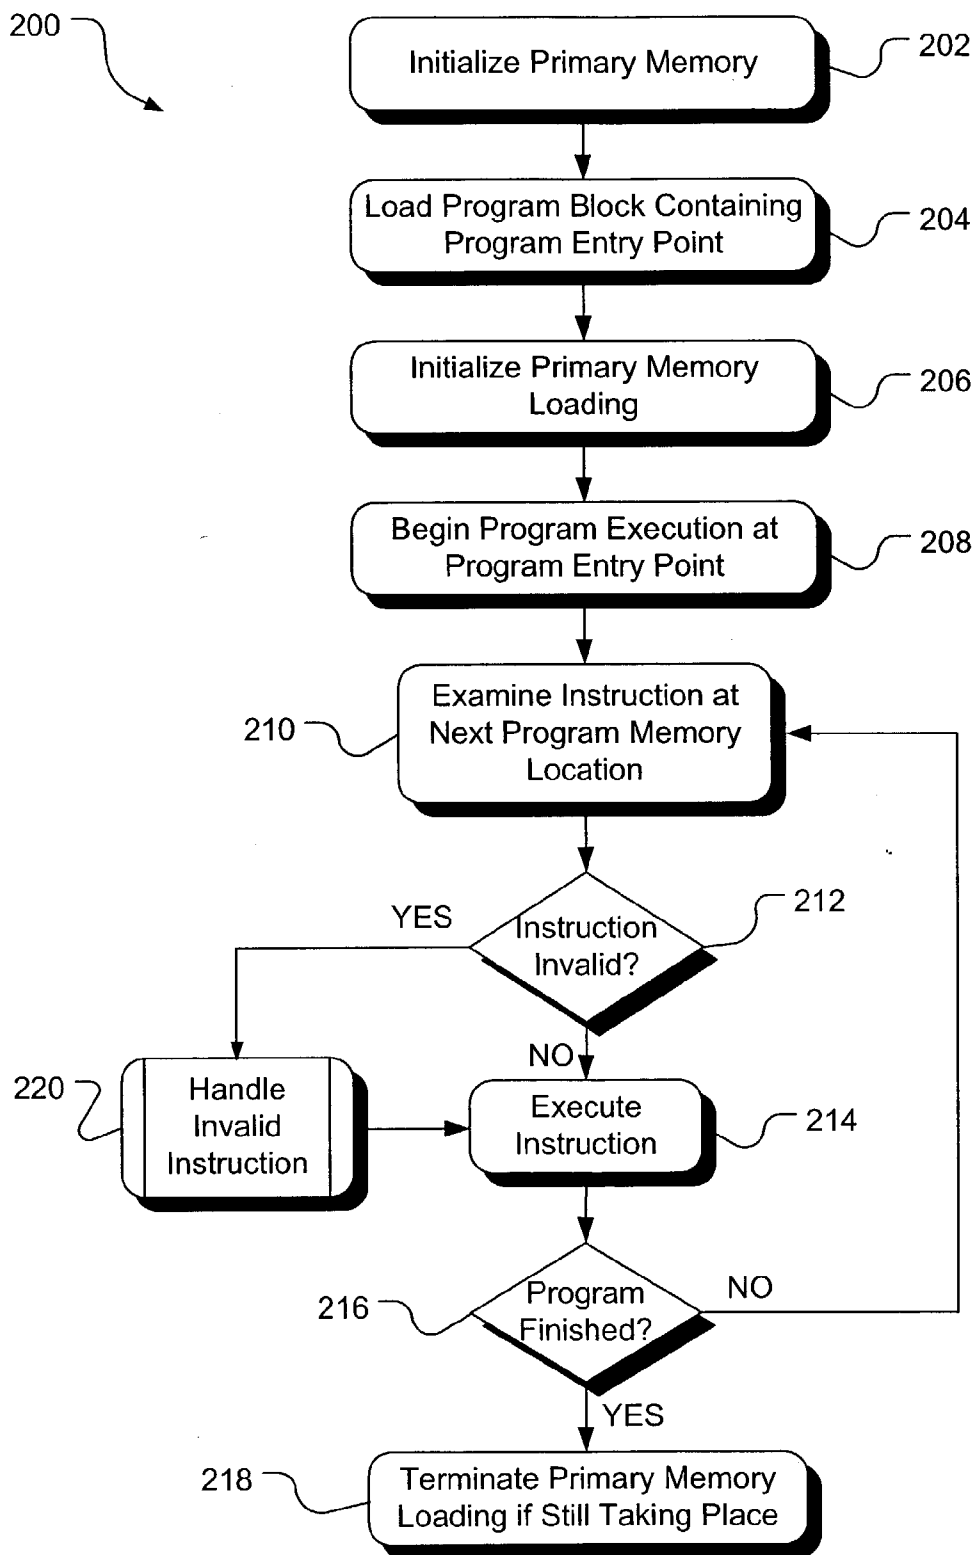 200
Initialize Primary Memory
202
Load Program Block Containing
Program Entry Point
204
Initialize Primary Memory
Loading
206
Begin Program Execution at
Program Entry Point
208
Examine Instruction at
Next Program Memory
Location
210
YES
Instruction
Invalid?
212
NO
220
Handle
Invalid
Instruction
Execute
Instruction
214
216
Program
Finished?
NO
YES
218
Terminate Primary Memory
Loading if Still Taking Place